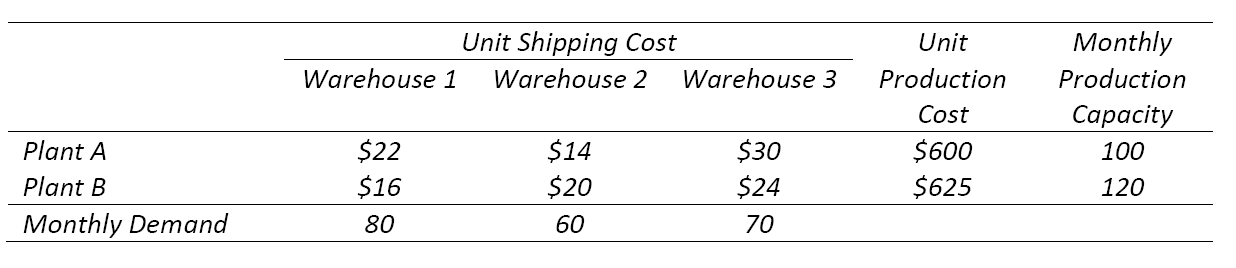 Unit Shipping Cost Unit Monthly
Warehouse 1 Warehouse 2 Warehouse 3 Production Production
Cost Capacity
Plant A $22 $14 $30 $600 100
Plant B $16 $20 $24 $625 120
Monthly Demand 80 60 70